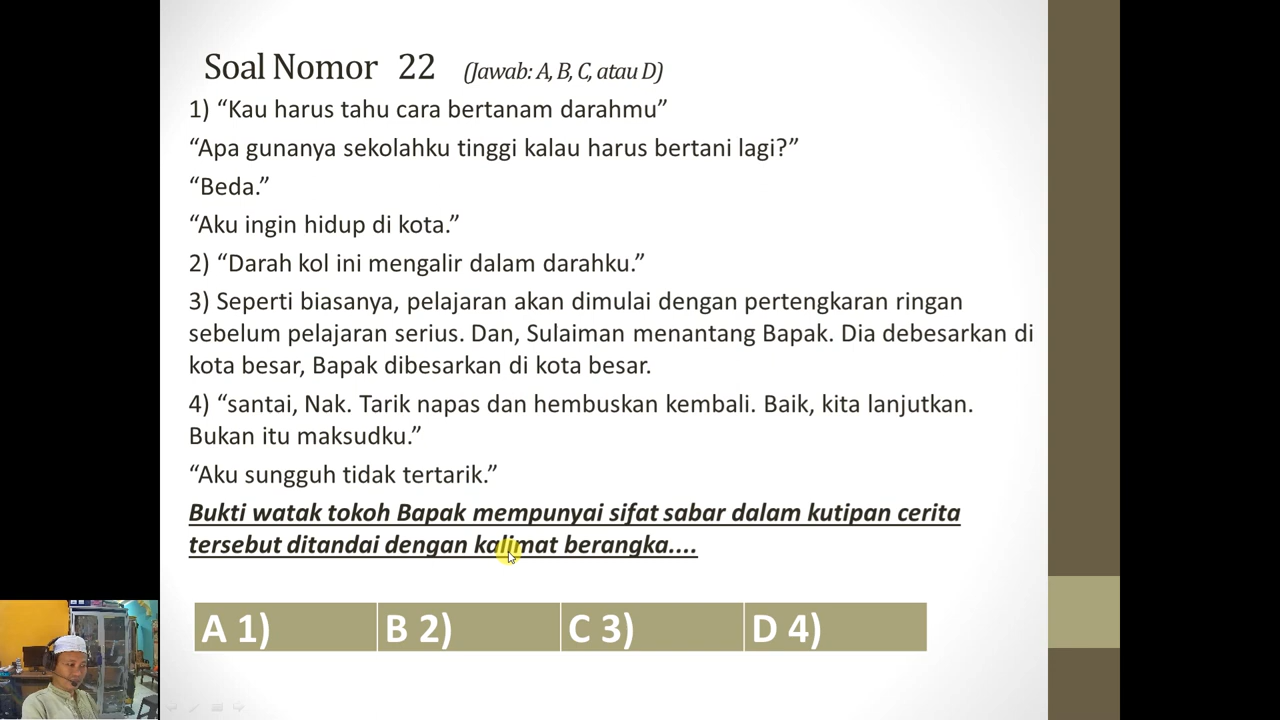 Soal Nomor 22 (Jawab: A, B, C, atau D)
1) “Kau harus tahu cara bertanam darahmu”
“Apa gunanya sekolahku tinggi kalau harus bertani lagi?”
“Beda.”
“Aku ingin hidup di kota.”
2) “Darah kol ini mengalir dalam darahku.”
3) Seperti biasanya, pelajaran akan dimulai dengan pertengkaran ringan
sebelum pelajaran serius. Dan, Sulaiman menantang Bapak. Dia debesarkan di
kota besar, Bapak dibesarkan di kota besar.
4) “santai, Nak. Tarik napas dan hembuskan kembali. Baik, kita lanjutkan.
Bukan itu maksudku.”
“Aku sungguh tidak tertarik.”
Bukti watak tokoh Bapak mempunyai sifat sabar dalam kutipan cerita
tersebut ditandai dengan kalimat berangka....
A 1) B 2) C 3) D 4)